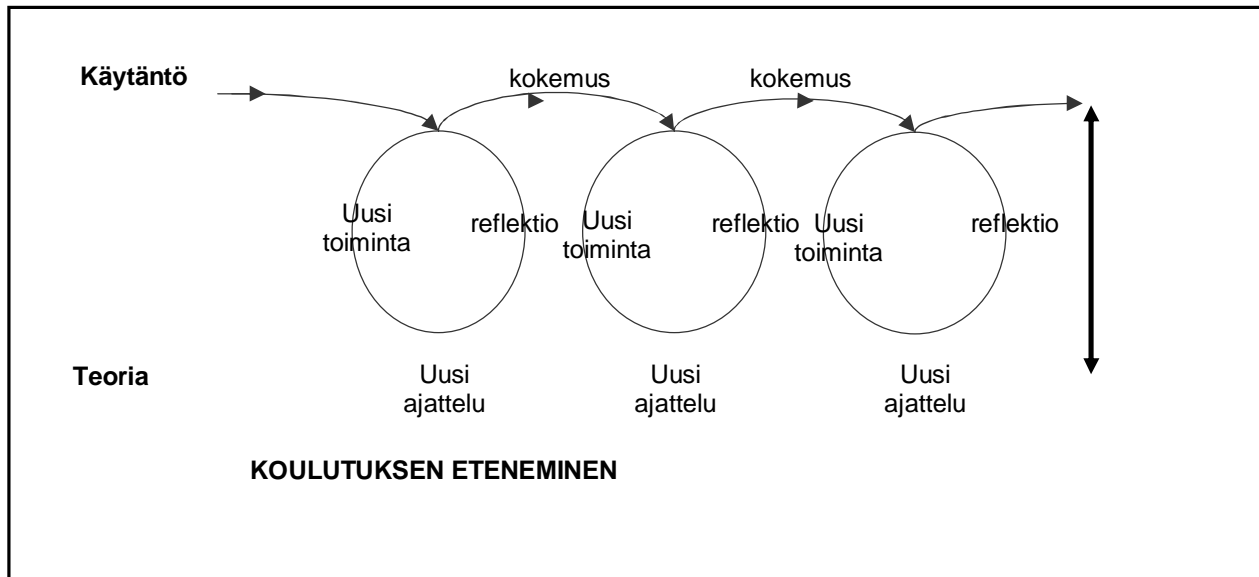 Käytäntö
kokemus
kokemus
Uusi
toiminta
reflektio
Uusi
toiminta
reflektio
Uusi
toiminta
reflektio
Teoria
Uusi
ajattelu
Uusi
ajattelu
Uusi
ajattelu
KOULUTUKSEN ETENEMINEN